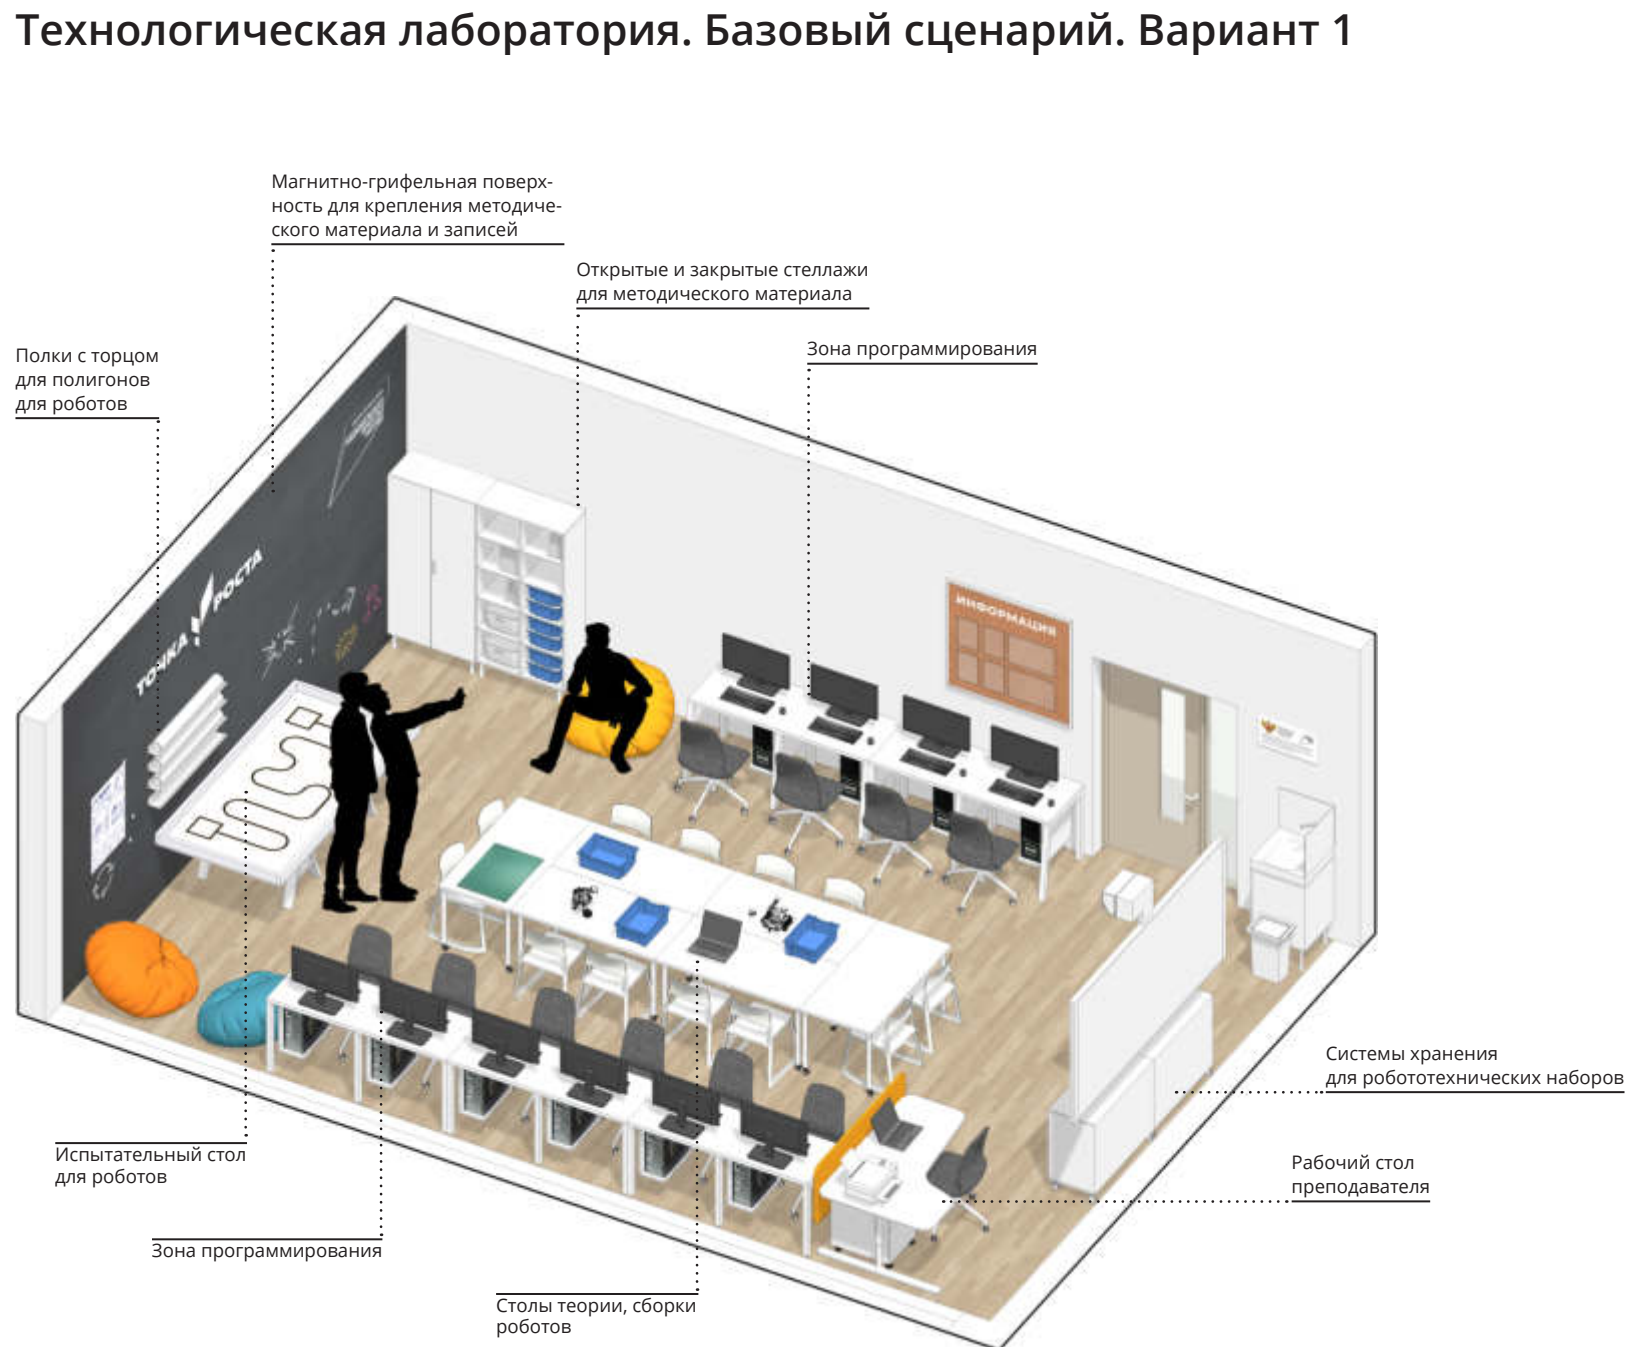 Технологическая лаборатория. Базовый сценарий. Вариант 1
Магнитно-грифельная поверх-
ность для крепления методиче-
ского материала и записей
Открытые и закрытые стеллажи
для методического материала
Зона программирования
Полки с торцом
для полигонов
для роботов
ТОЧКА РОСТА
ИНФОРМАЦИЯ
Системы хранения
для робототехнических наборов
Испытательный стол
для роботов
Рабочий стол
преподавателя
Зона программирования
Столы теории, сборки
роботов